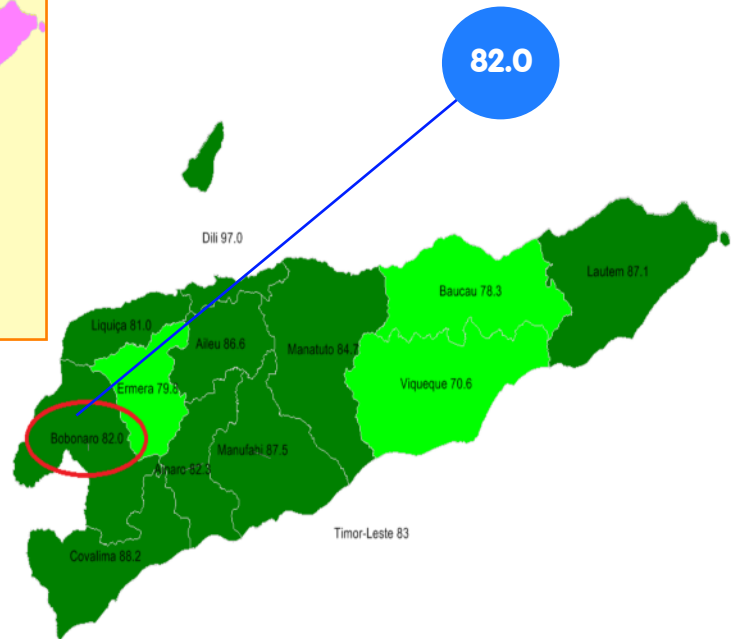 82.0
Dili 97.0
Lautem 87.1
Baucau 78.3
Liquiça 81.0
Aileu 86.6
Manatuto 84.7
Ermera 79.8
Viqueque 70.6
Bobonaro 82.0
Manufahi 87.5
Ainaro 82.3
Timor-Leste 83
Covalima 88.2